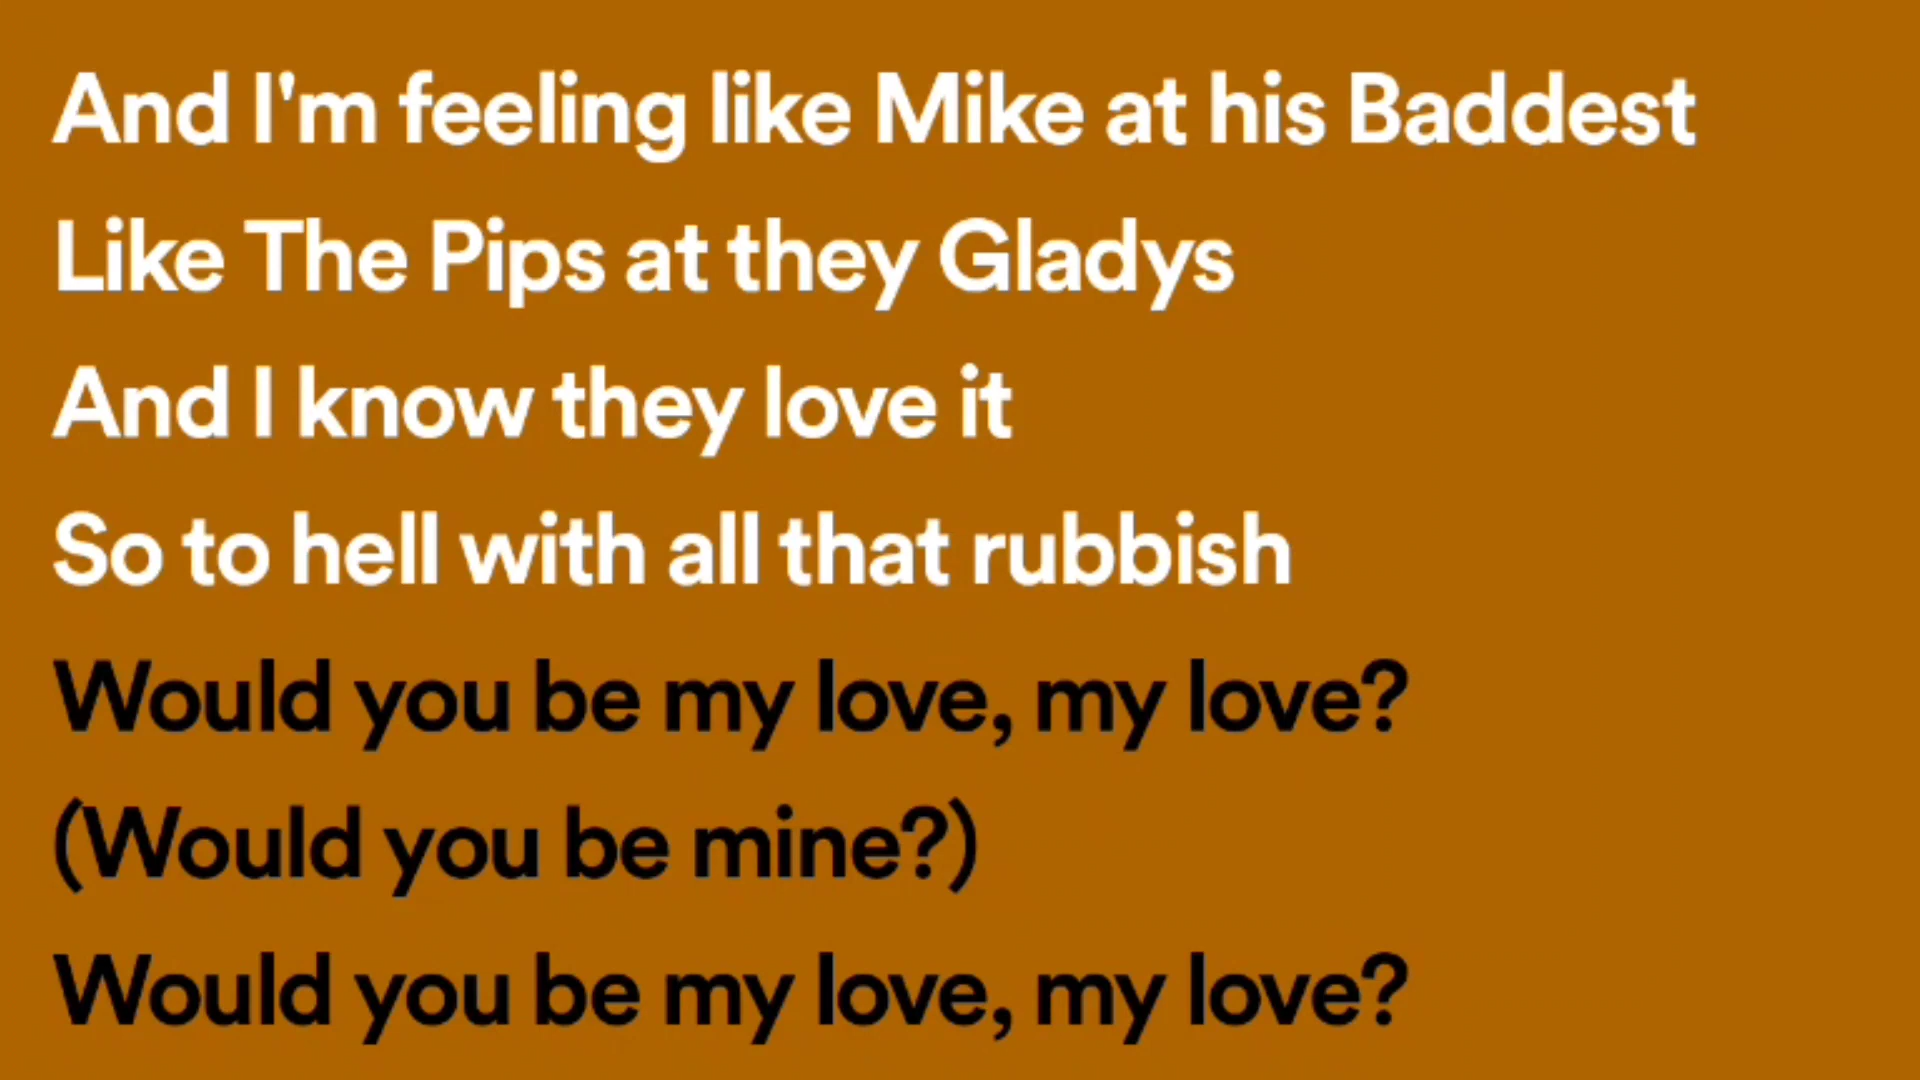 And I'm feeling like Mike at his Baddest
Like The Pips at they Gladys
And I know they love it
So to hell with all that rubbish
Would you be my love, my love?
(Would you be mine?)
Would you be my love, my love?